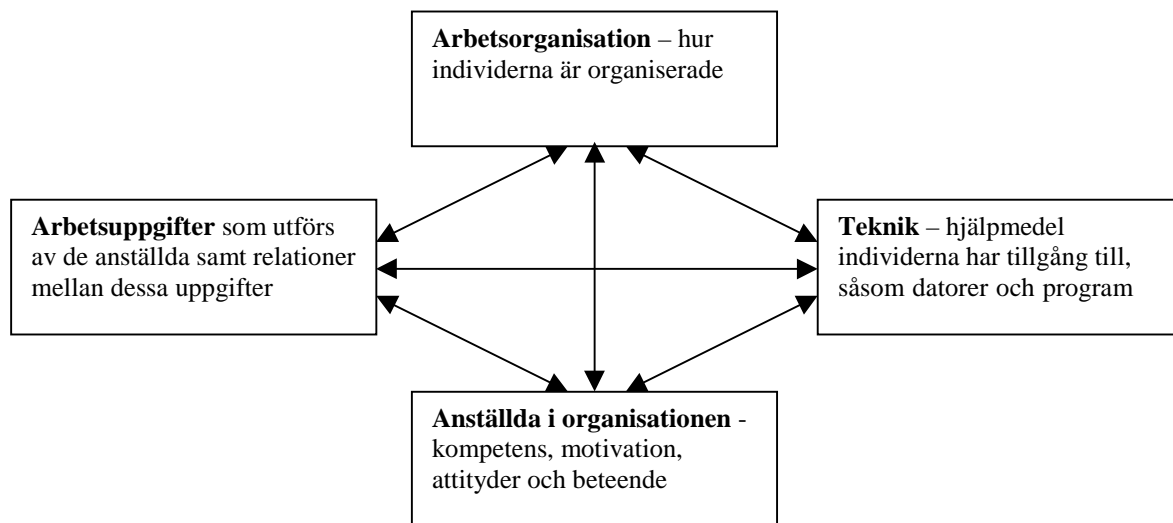 Arbetsorganisation – hur
individerna är organiserade
Arbetsuppgifter som utförs
av de anställda samt relationer
mellan dessa uppgifter
Teknik – hjälpmedel
individerna har tillgång till,
såsom datorer och program
Anställda i organisationen -
kompetens, motivation,
attityder och beteende